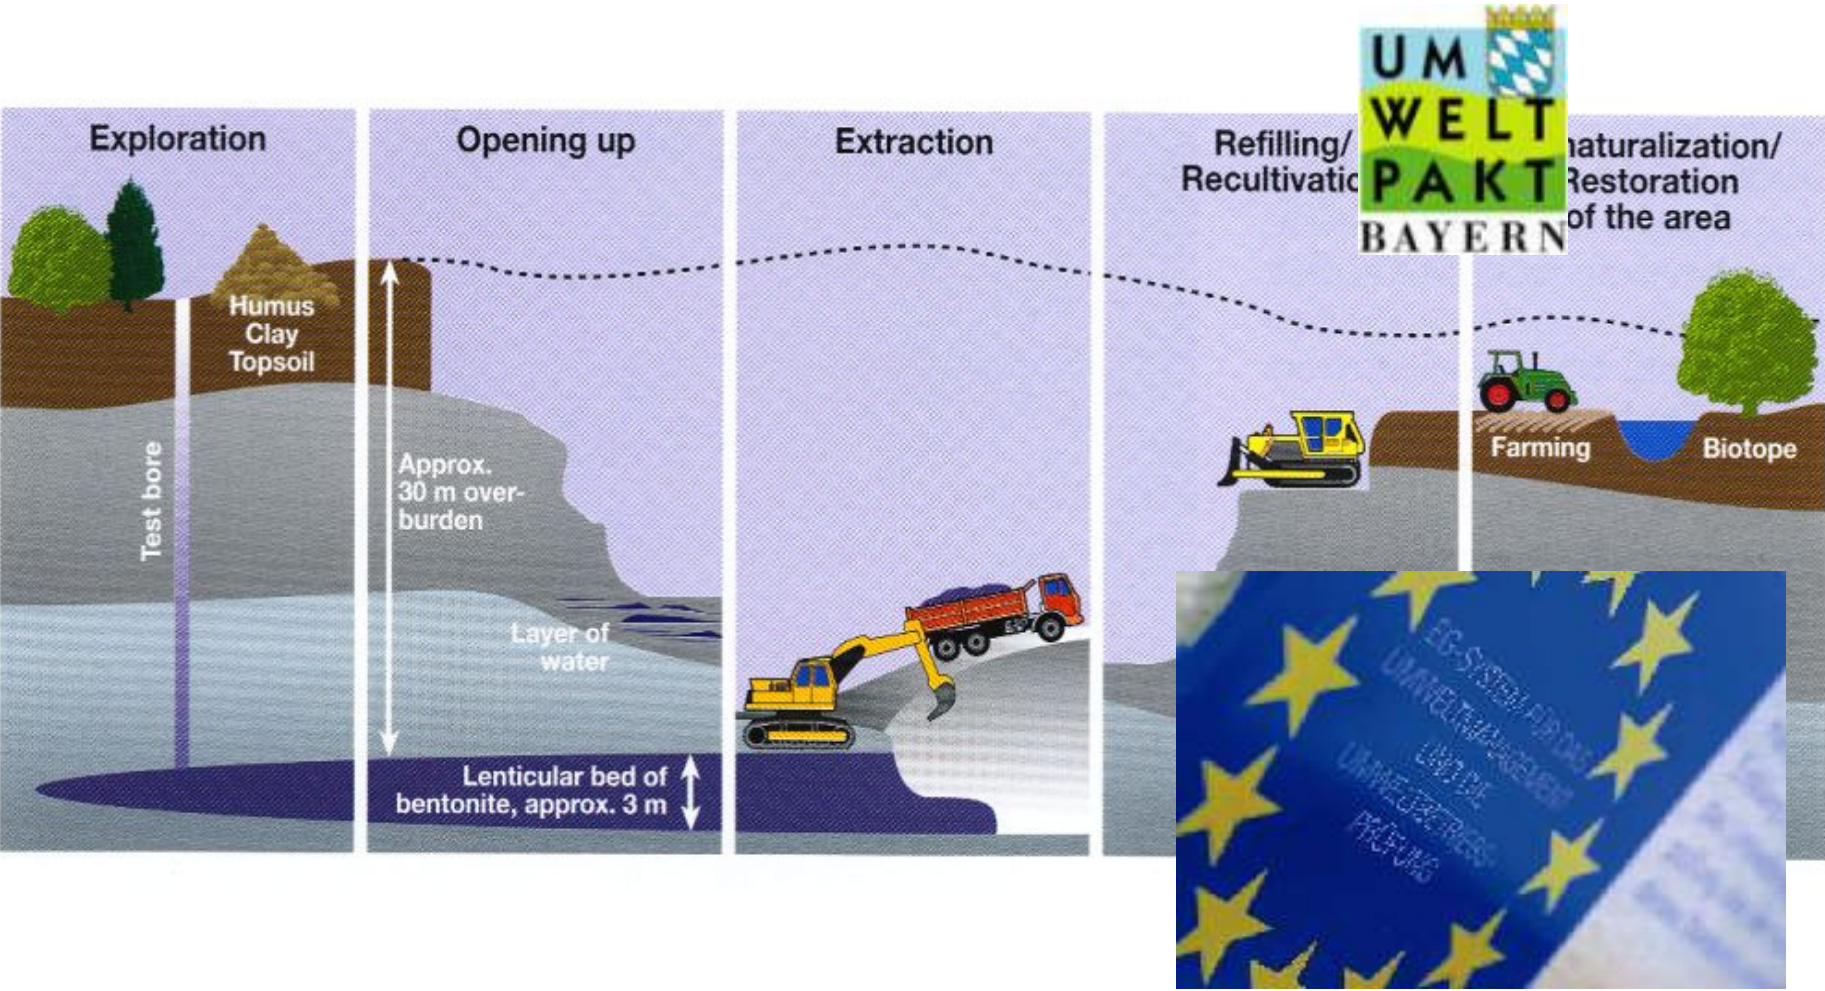 Exploration
Opening up
Extraction
Refilling/
Recultivatio
naturalization/
Restoration
of the area
UM
WELT
PAKT
BAYERN
Humus
Clay
Topsoil
Test bore
Approx.
30 m over-
burden
Layer of
water
Lenticular bed of
bentonite, approx. 3 m
Farming
Biotope
EG-SYSTEM FÜR DAS
UMWELTMANAGEMENT
UND DIE
UMWELTBETRIEBS-
PRÜFUNG